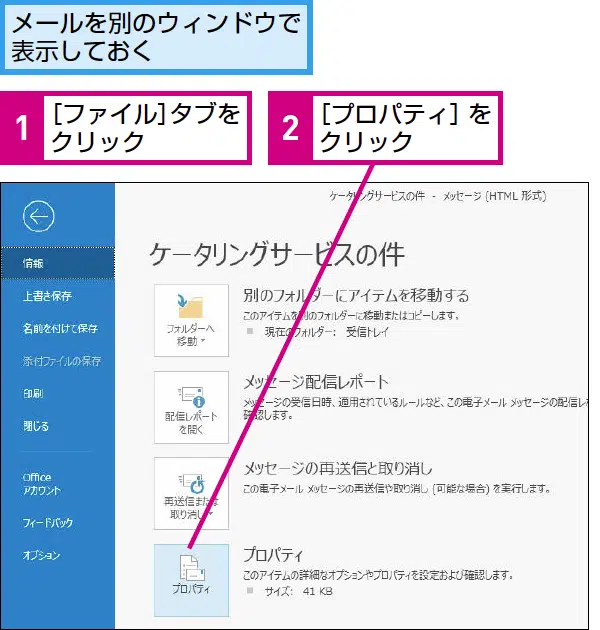 メールを別のウィンドウで
表示しておく
1 [ファイル]タブを
クリック
2 [プロパティ]を
クリック
ケータリングサービスの件 - メッセージ (HTML 形式)
情報
上書き保存
名前を付けて保存
添付ファイルの保存
印刷
閉じる
Office
アカウント
フィードバック
オプション
ケータリングサービスの件
フォルダーへ
移動
別のフォルダーにアイテムを移動する
このアイテムを別のフォルダーに移動またはコピーします。
現在のフォルダー: 受信トレイ
配信レポート
を開く
メッセージ配信レポート
メッセージの受信日時、適用されているルールなど、この電子メール メッセージの配信レ
確認します。
再送信または
取り消し
メッセージの再送信と取り消し
この電子メール メッセージの再送信や取り消し (可能な場合) を実行します。
プロパティ
プロパティ
このアイテムの詳細なオプションやプロパティを設定および確認します。
サイズ: 41 KB